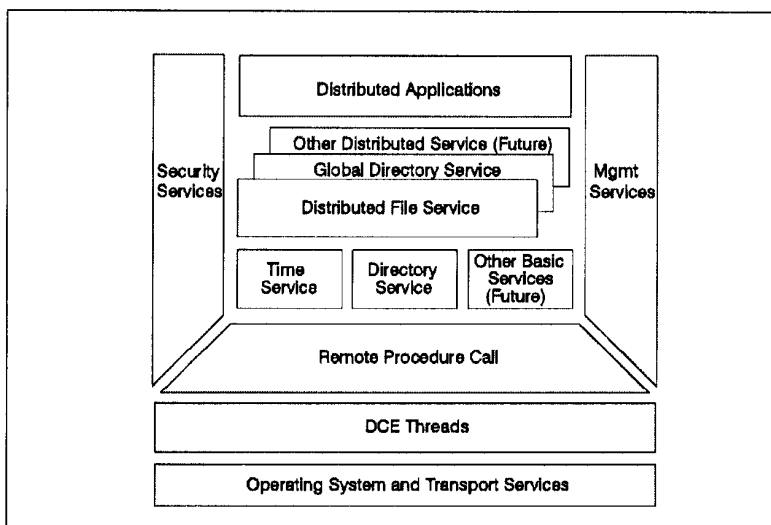 Distributed Applications
Other Distributed Service (Future)
Global Directory Service
Distributed File Service
Security
Services
Mgmt
Services
Time
Service
Directory
Service
Other Basic
Services
(Future)
Remote Procedure Call
DCE Threads
Operating System and Transport Services